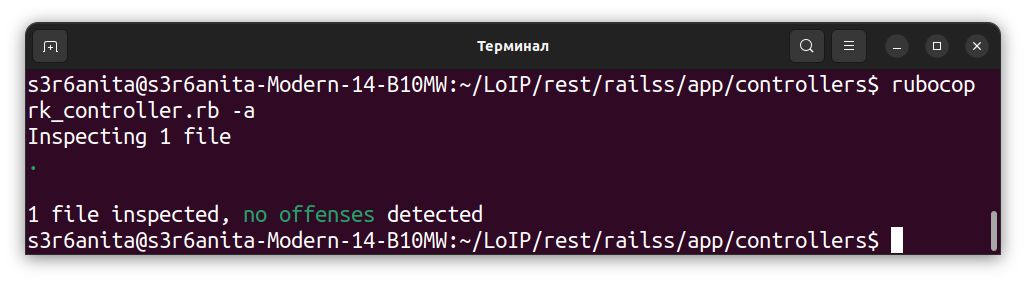 Терминал
s3r6anita@s3r6anita-Modern-14-B10MW:~/LoIP/rest/railss/app/controllers$ rubocop
rk_controller.rb -a
Inspecting 1 file
.
1 file inspected, no offenses detected
s3r6anita@s3r6anita-Modern-14-B10MW:~/LoIP/rest/railss/app/controllers$